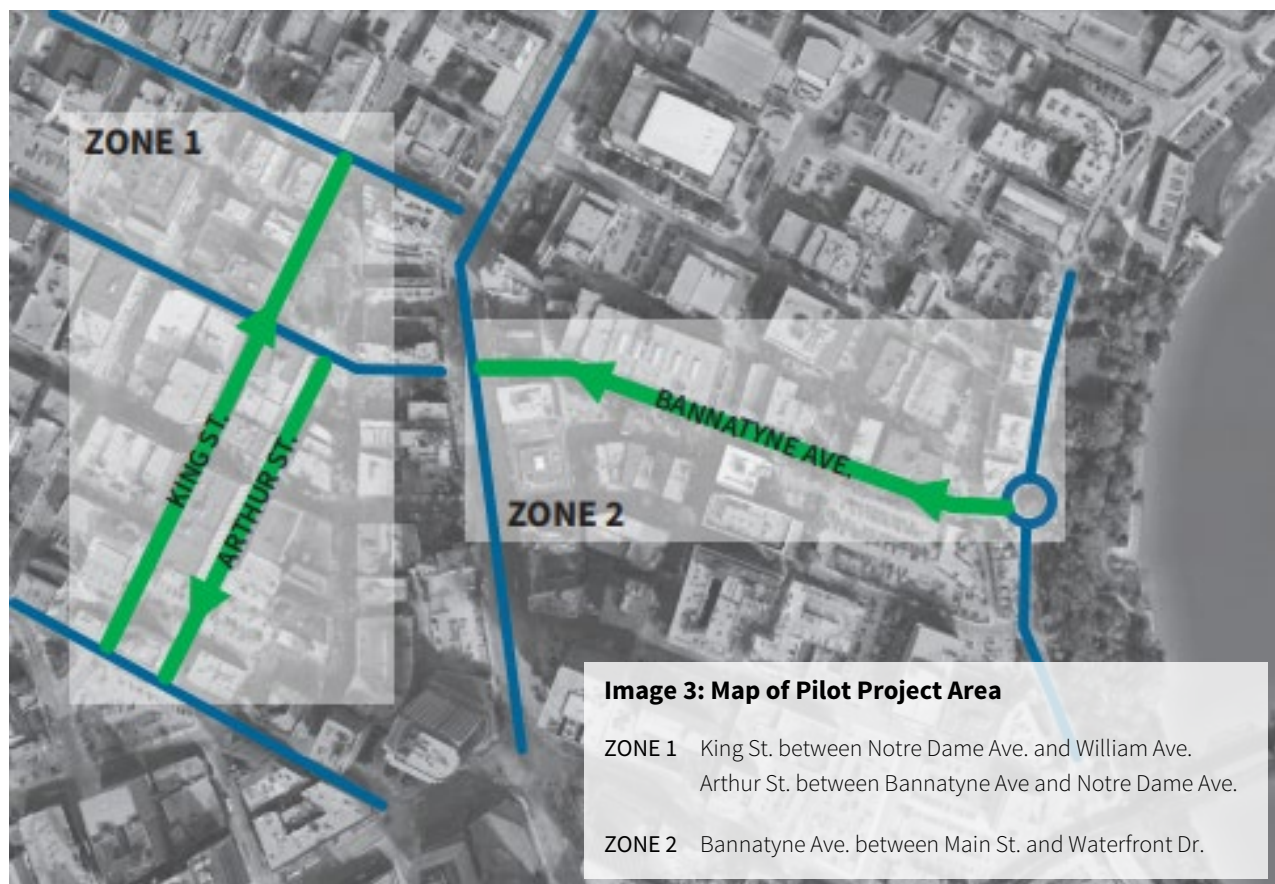 ZONE 1
KING ST.
ARTHUR ST.
BANNATYNE AVE.
ZONE 2
Image 3: Map of Pilot Project Area
ZONE 1 King St. between Notre Dame Ave. and William Ave.
Arthur St. between Bannatyne Ave and Notre Dame Ave.
ZONE 2 Bannatyne Ave. between Main St. and Waterfront Dr.